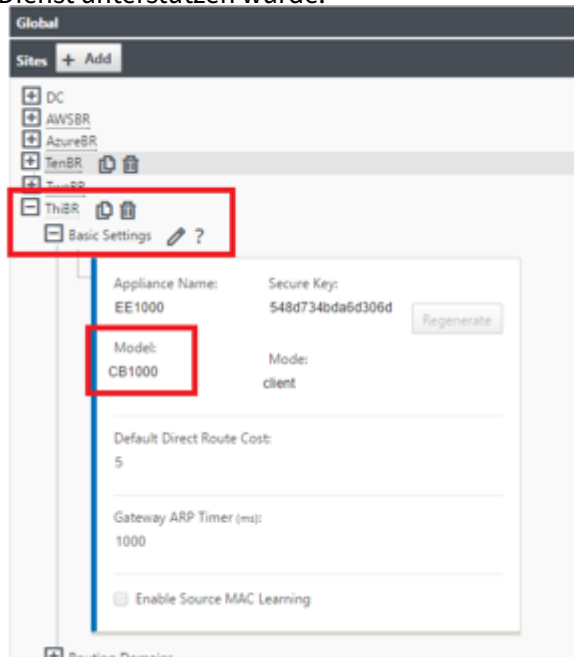 Dienst unterstützen würde.
Global
Sites + Add
DC
AWSBR
AzureBR
TenBR
ThiBR
Basic Settings ?
Appliance Name: Secure Key:
EE1000 548d734bda6d306d Regenerate
Model: Mode:
CB1000 client
Default Direct Route Cost:
5
Gateway ARP Timer (ms):
1000
Enable Source MAC Learning
Routing Domains